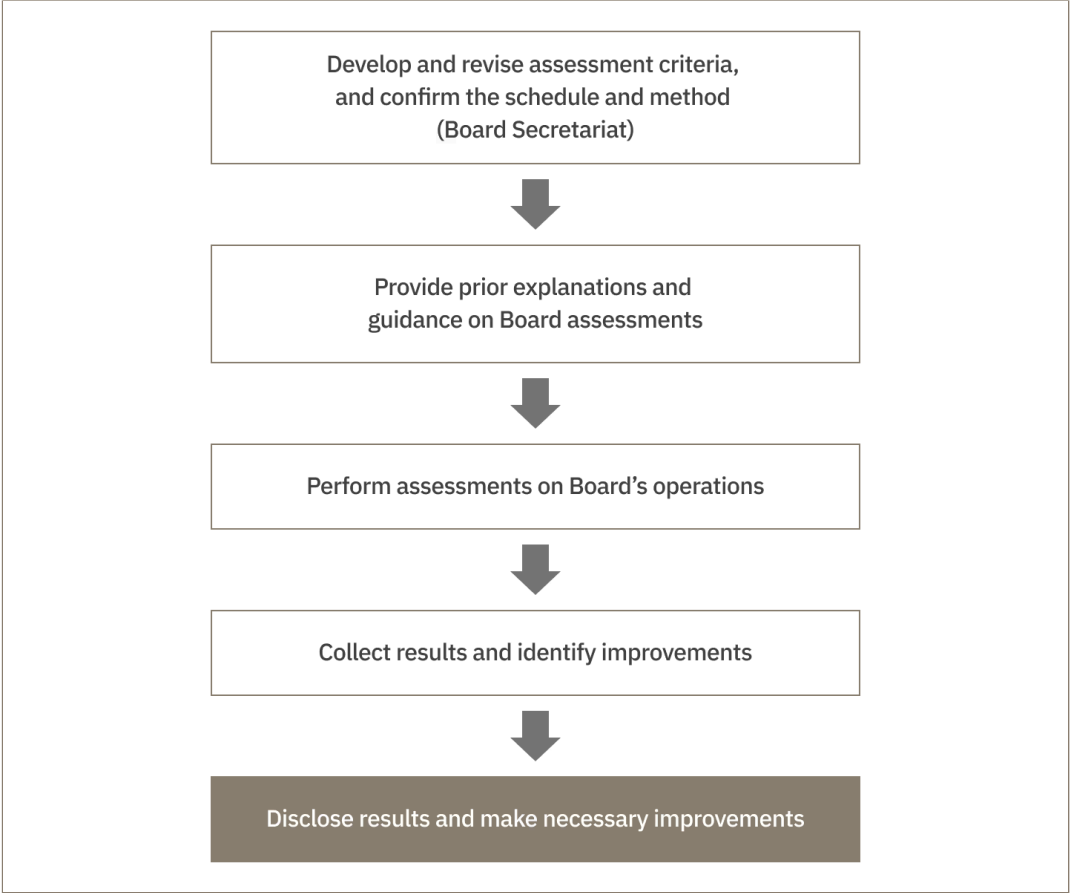 Develop and revise assessment criteria,
and confirm the schedule and method
(Board Secretariat)
Provide prior explanations and
guidance on Board assessments
Perform assessments on Board’s operations
Collect results and identify improvements
Disclose results and make necessary improvements